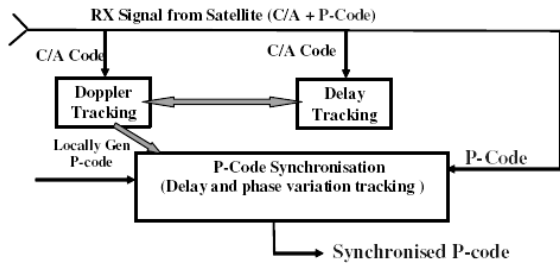 RX Signal from Satellite (C/A + P-Code)
C/A Code
C/A Code
Doppler
Tracking
Delay
Tracking
Locally Gen
P-code
P-Code Synchronisation
(Delay and phase variation tracking )
P-Code
Synchronised P-code